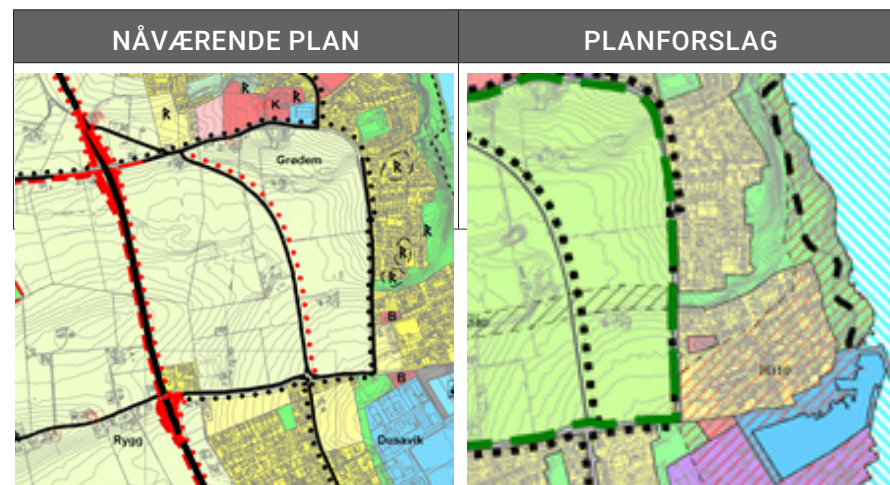 NÅVÆRENDE PLAN
PLANFORSLAG
R
R
R
K
Grødem
R
R
R
R
B
B
Rygg
Dusavik